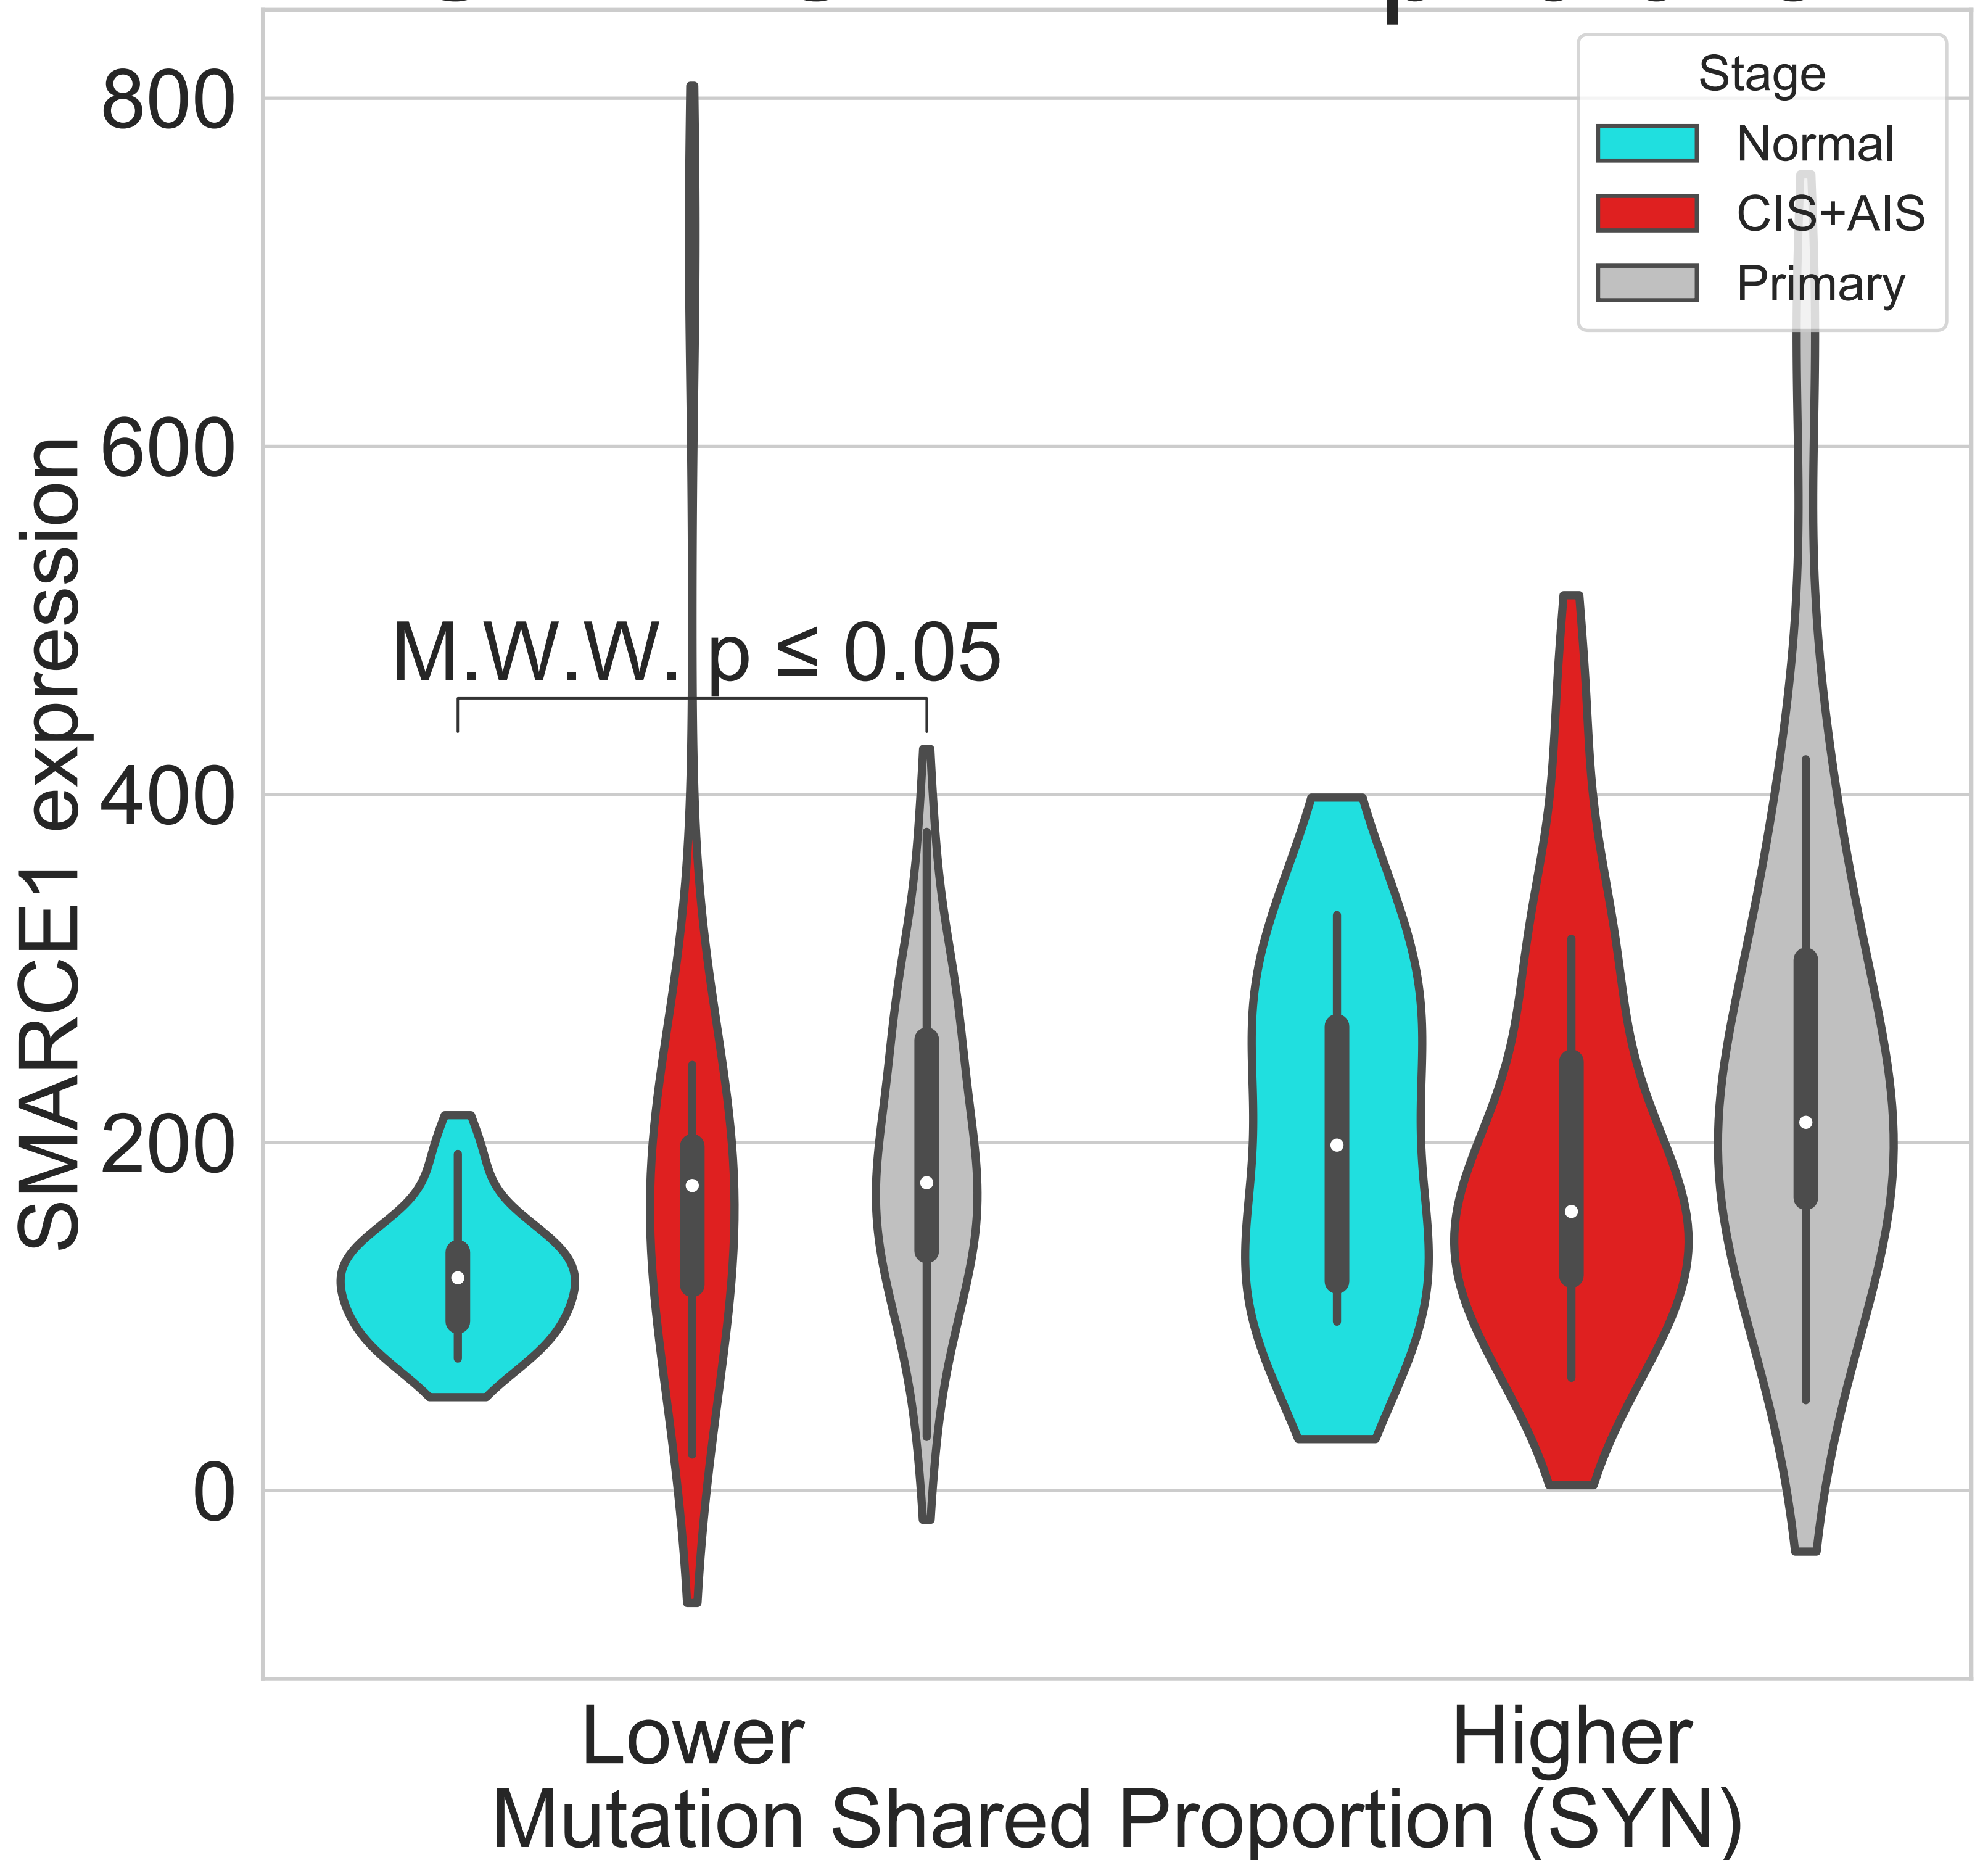 Stage
Normal
CIS+AIS
Primary
800
600
400
200
0
SMARCE1 expression
M.W.W. p ≤ 0.05
Lower
Higher
Mutation Shared Proportion (SYN)